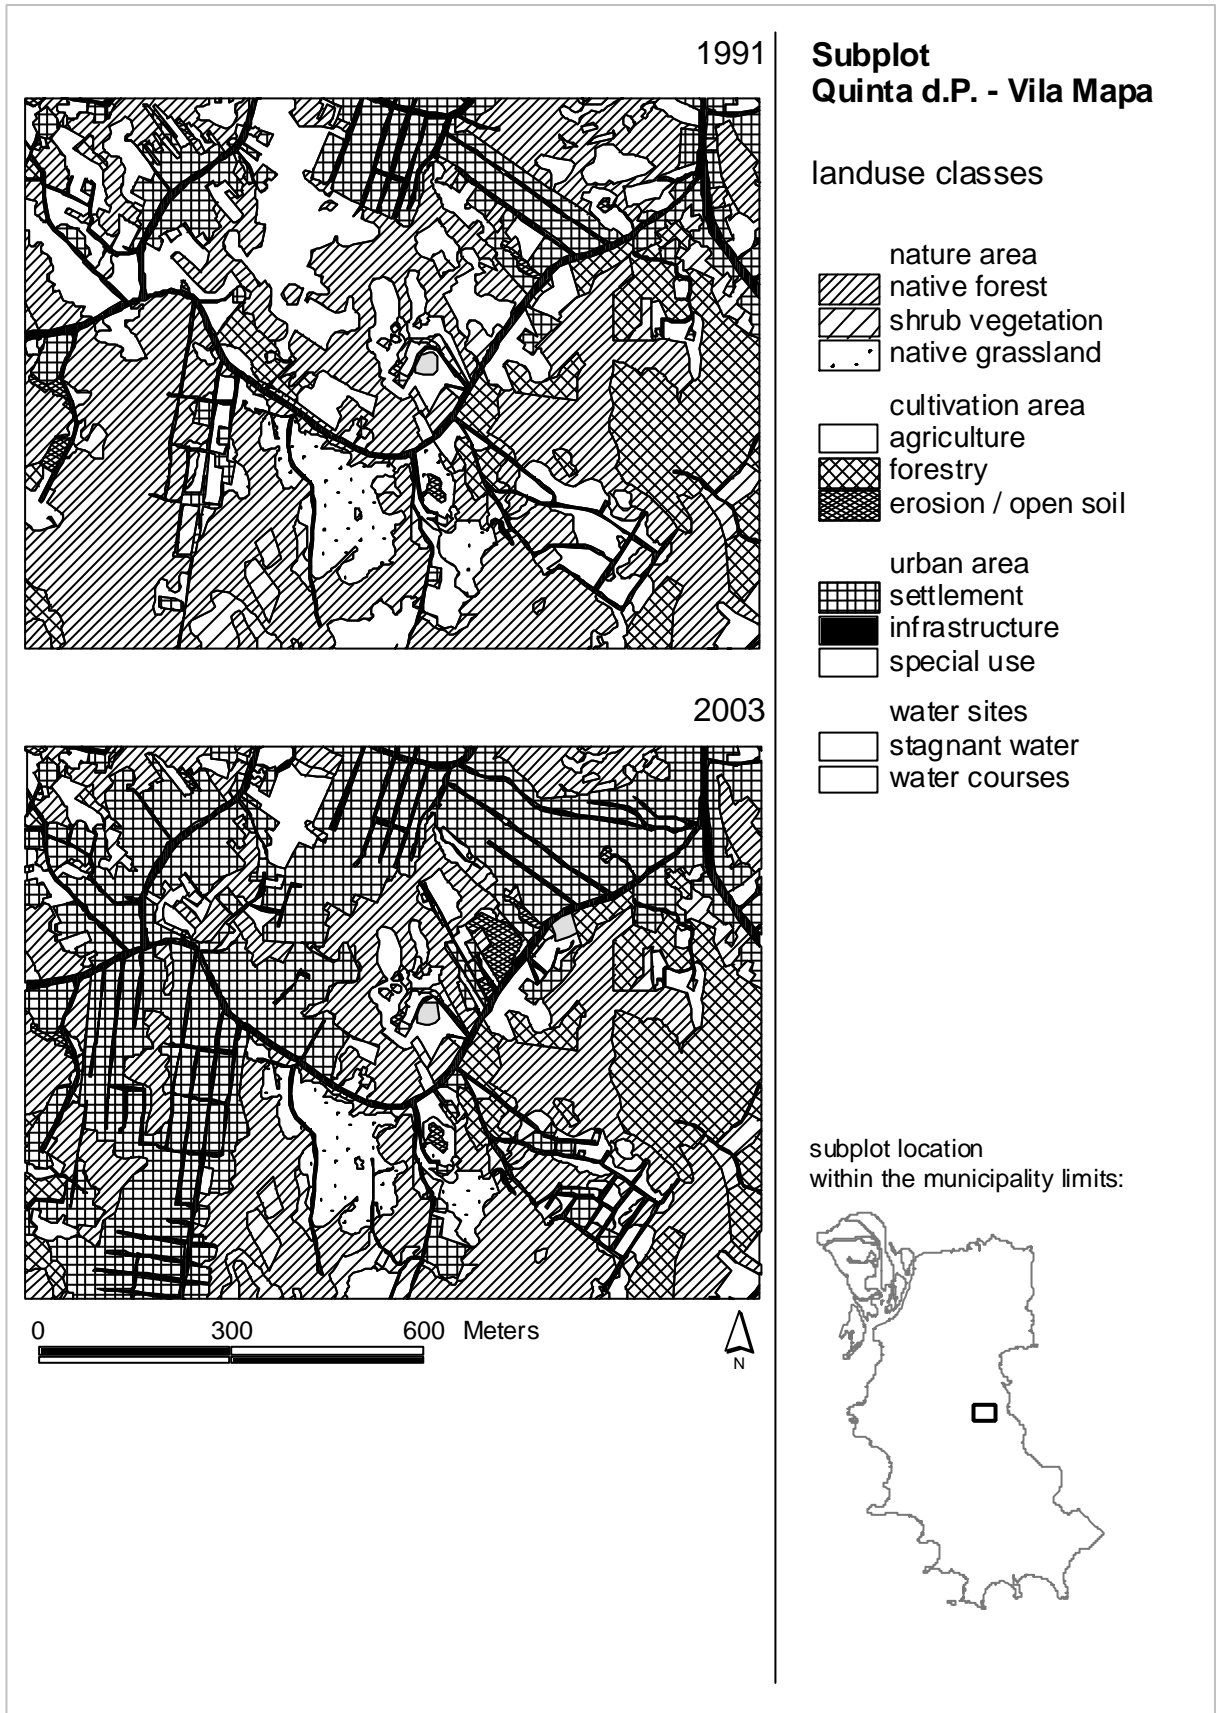 1991
Subplot
Quinta d.P. - Vila Mapa
landuse classes
nature area
native forest
shrub vegetation
native grassland
cultivation area
agriculture
forestry
erosion / open soil
urban area
settlement
infrastructure
special use
water sites
stagnant water
water courses
2003
0 300 600 Meters
N
subplot location
within the municipality limits: